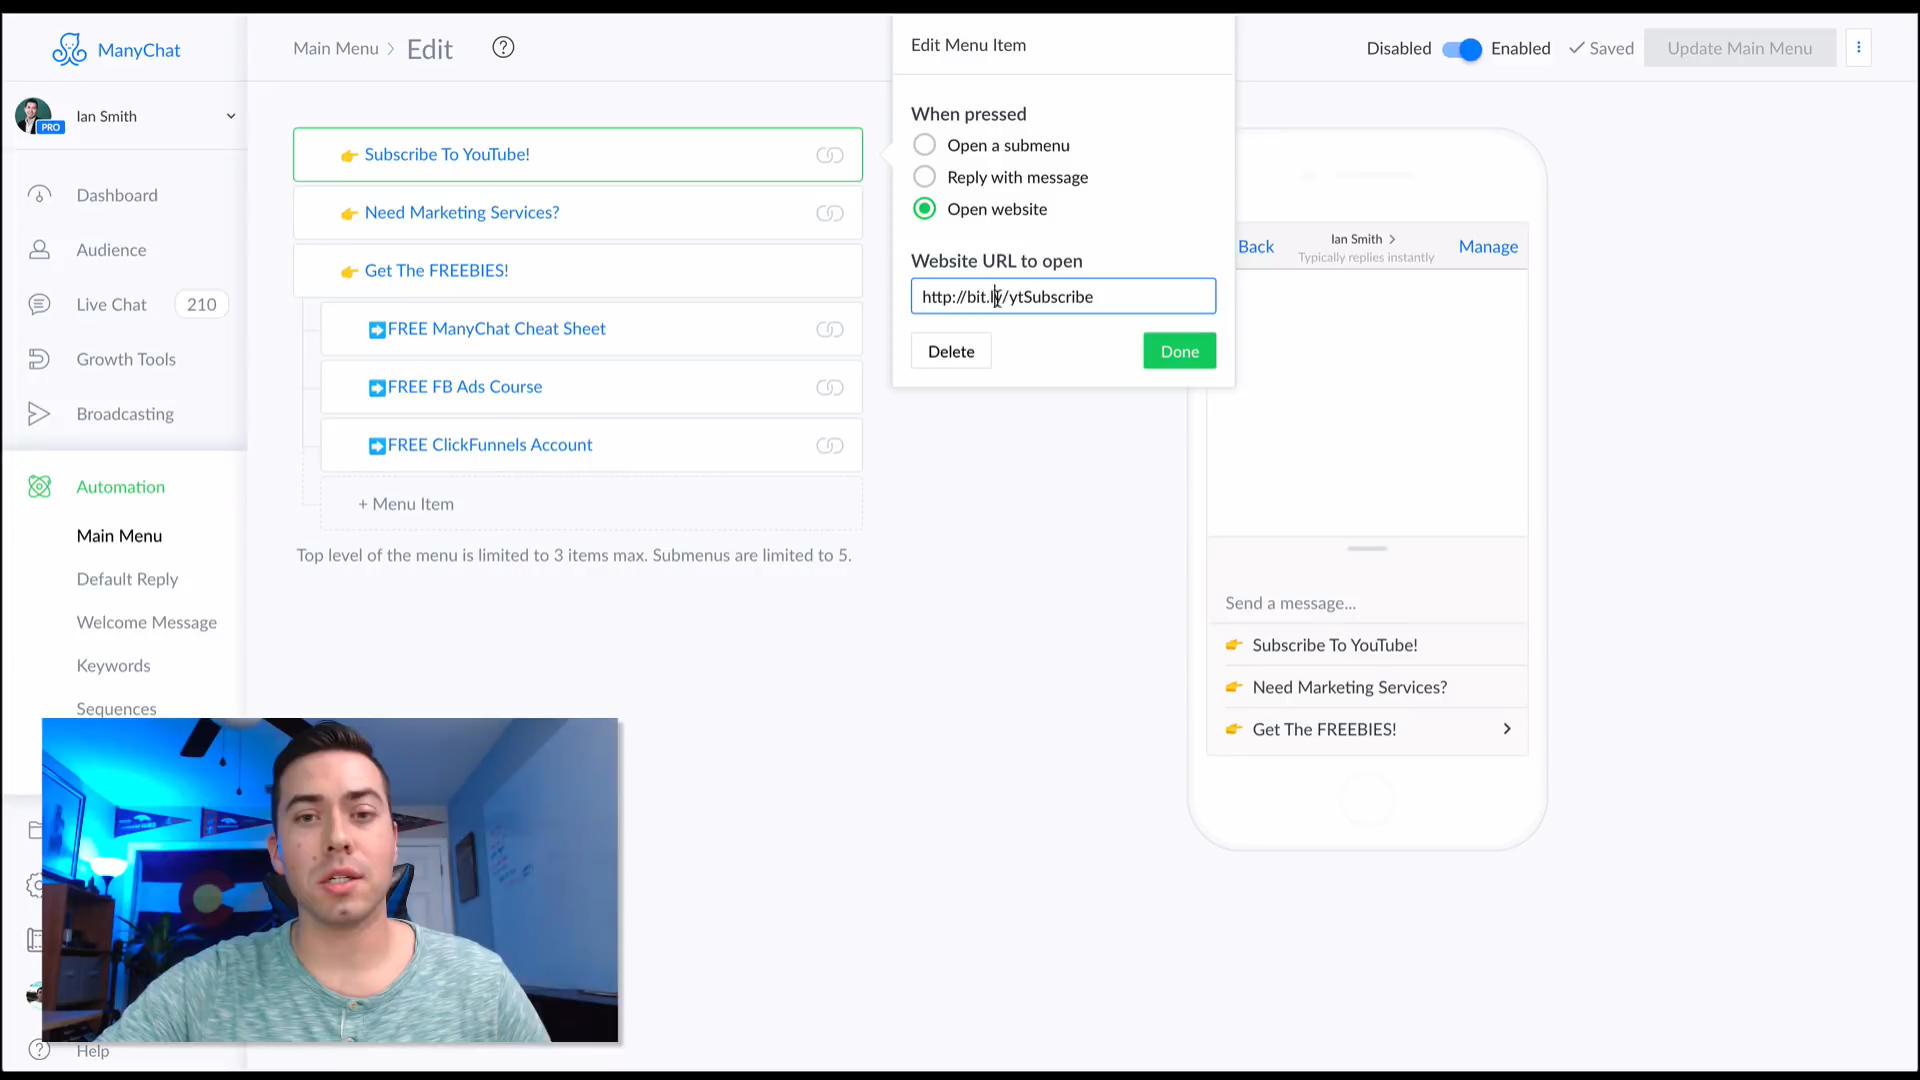 ManyChat
Main Menu > Edit
Edit Menu Item
Disabled Enabled ✓ Saved Update Main Menu
Ian Smith
PRO
Dashboard
Audience
Live Chat 210
Growth Tools
Broadcasting
Automation
Main Menu
Default Reply
Welcome Message
Keywords
Sequences
Help
👉 Subscribe To YouTube!
👉 Need Marketing Services?
👉 Get The FREEBIES!
➡️FREE ManyChat Cheat Sheet
➡️FREE FB Ads Course
➡️FREE ClickFunnels Account
+ Menu Item
Top level of the menu is limited to 3 items max. Submenus are limited to 5.
When pressed
Open a submenu
Reply with message
Open website
Website URL to open
http://bit.ly/ytSubscribe
Delete Done
Back Ian Smith > Manage
Typically replies instantly
Send a message...
👉 Subscribe To YouTube!
👉 Need Marketing Services?
👉 Get The FREEBIES! >